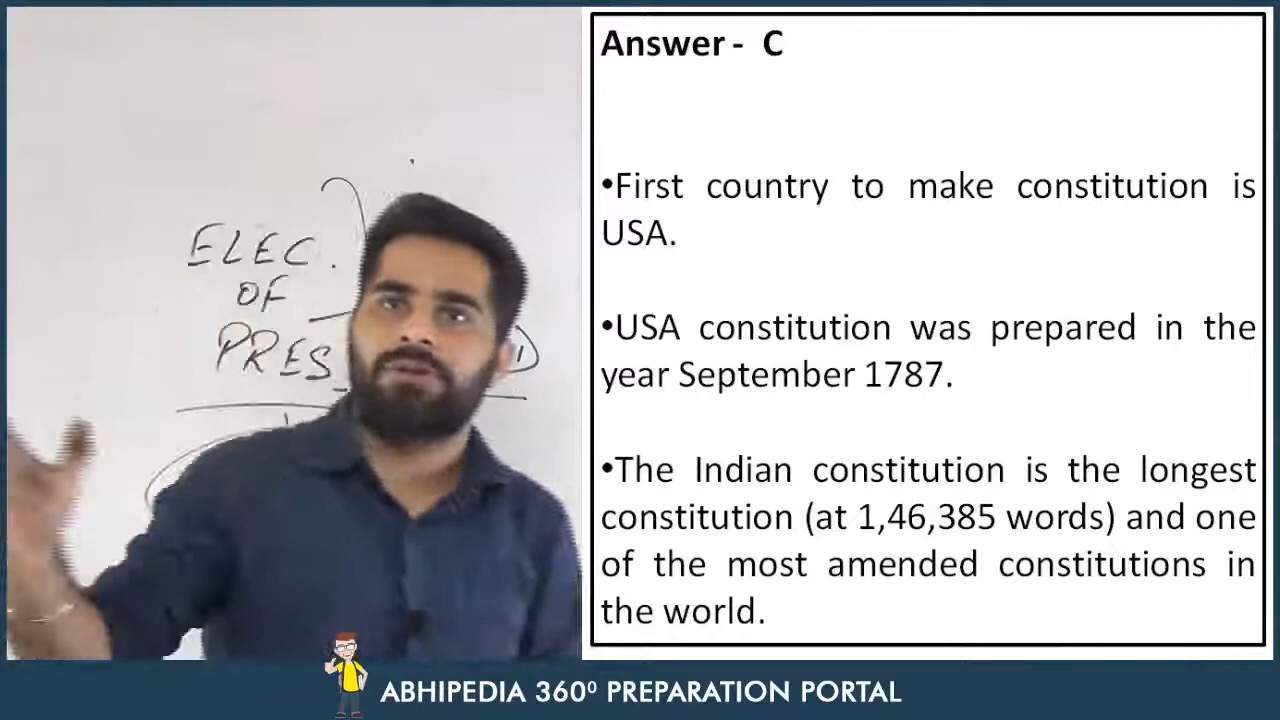 ELEC.
OF
PRES
Answer - C
•First country to make constitution is
USA.
•USA constitution was prepared in the
year September 1787.
•The Indian constitution is the longest
constitution (at 1,46,385 words) and one
of the most amended constitutions in
the world.
ABHIPEDIA 360⁰ PREPARATION PORTAL